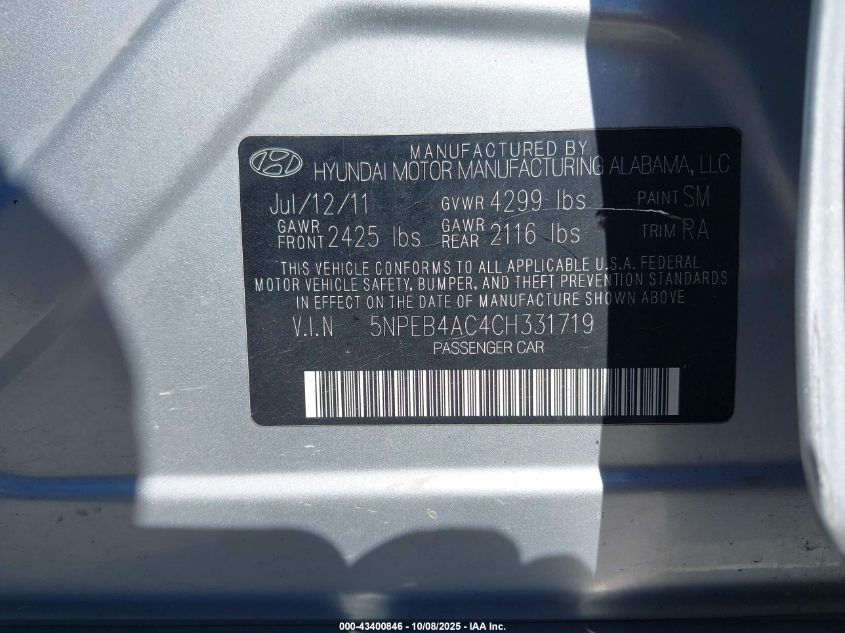 MANUFACTURED BY
HYUNDAI MOTOR MANUFACTURING ALABAMA, LLC
Jul/12/11 GVWR 4299 lbs PAINT SM
GAWR FRONT 2425 lbs GAWR REAR 2116 lbs TRIM RA
THIS VEHICLE CONFORMS TO ALL APPLICABLE U.S.A. FEDERAL
MOTOR VEHICLE SAFETY, BUMPER, AND THEFT PREVENTION STANDARDS
IN EFFECT ON THE DATE OF MANUFACTURE SHOWN ABOVE
V.I.N 5NPEB4AC4CH331719
PASSENGER CAR
000-43400846 - 10/08/2025 - IAA Inc.